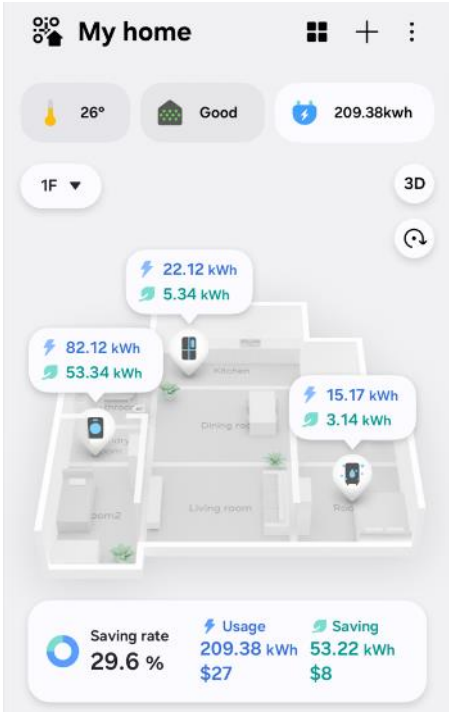 My home
26°
Good
209.38kwh
1F
3D
22.12 kWh
5.34 kWh
82.12 kWh
53.34 kWh
15.17 kWh
3.14 kWh
Kitchen
Living room
Saving rate
29.6 %
Usage
209.38 kWh
$27
Saving
53.22 kWh
$8